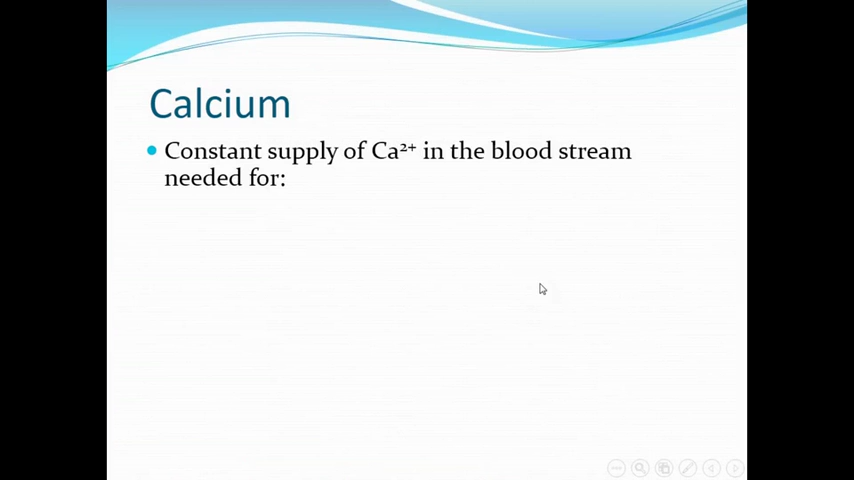 Calcium
Constant supply of Ca²⁺ in the blood stream
needed for: